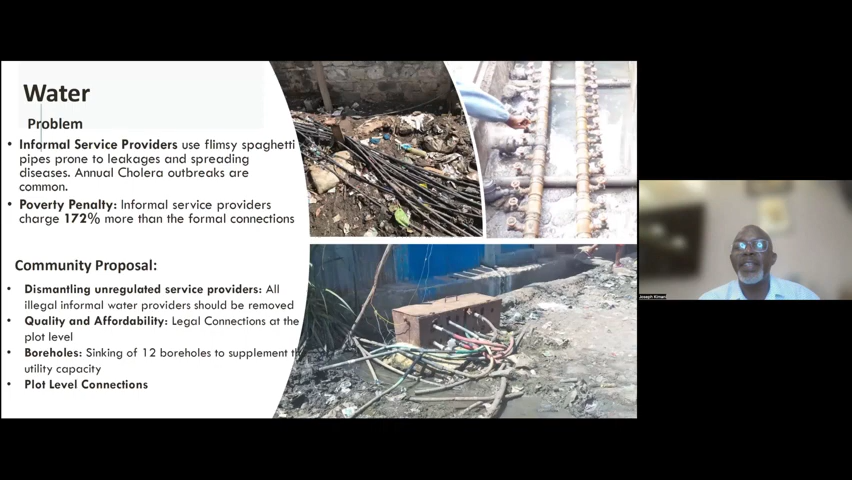 Water
Problem
• Informal Service Providers use flimsy spaghetti
pipes prone to leakages and spreading
diseases. Annual Cholera outbreaks are
common.
• Poverty Penalty: Informal service providers
charge 172% more than the formal connections
Community Proposal:
• Dismantling unregulated service providers: All
illegal informal water providers should be removed
• Quality and Affordability: Legal Connections at the
plot level
• Boreholes: Sinking of 12 boreholes to supplement
utility capacity
• Plot Level Connections
Joseph Kimani